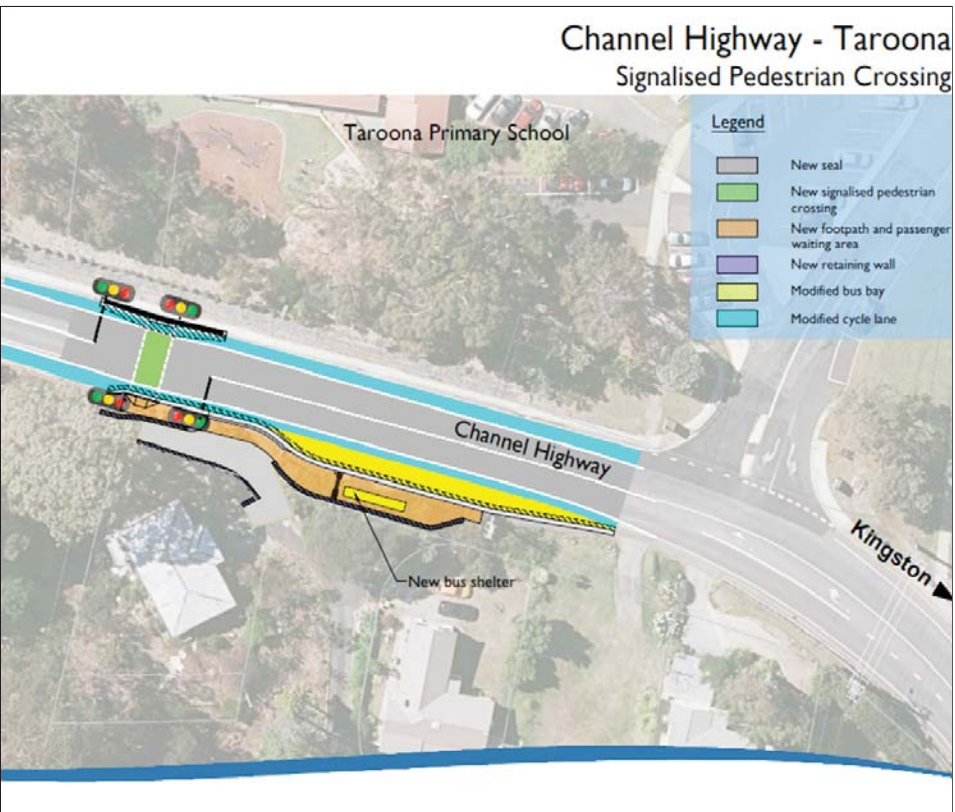 Channel Highway - Taroona
Signalised Pedestrian Crossing
Taroona Primary School
Legend
New seal
New signalised pedestrian
crossing
New footpath and passenger
waiting area
New retaining wall
Modified bus bay
Modified cycle lane
Channel Highway
Kingston
New bus shelter